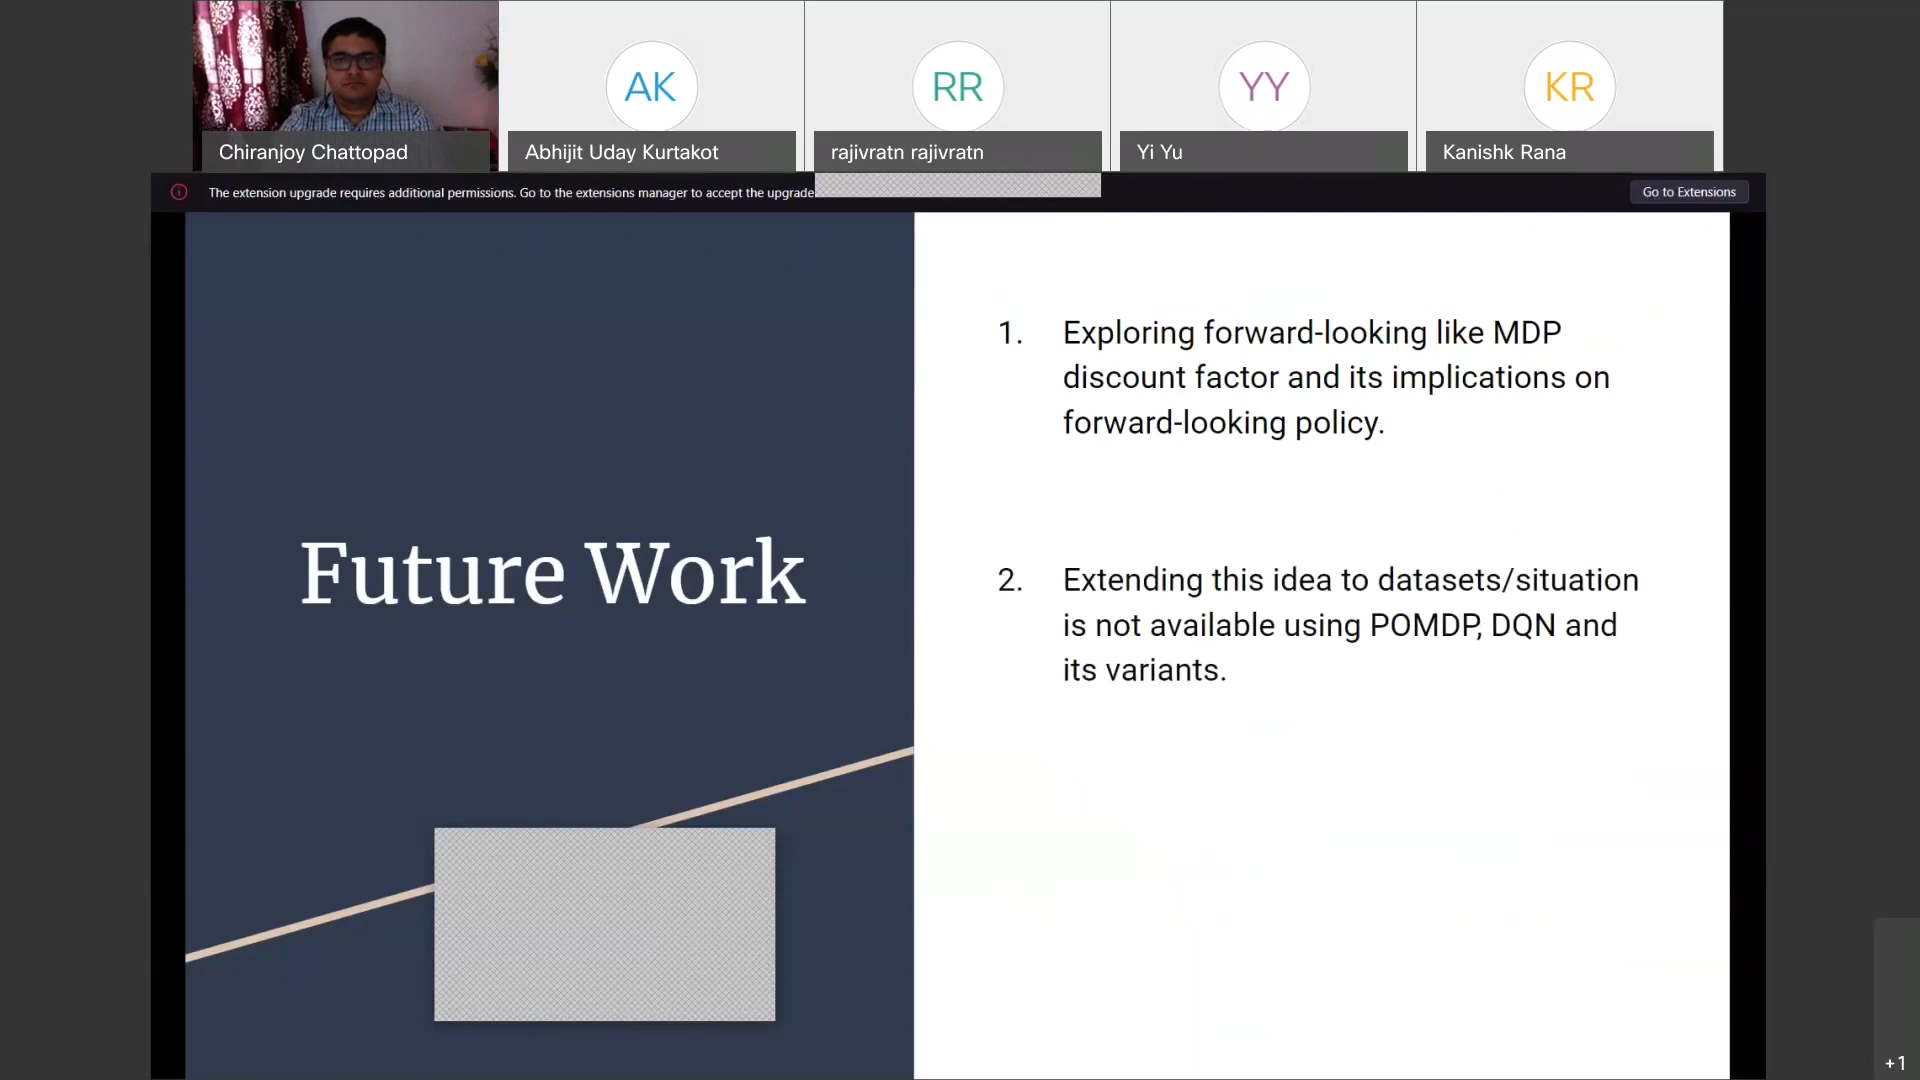 AK
RR
YY
KR
Chiranjoy Chattopad
Abhijit Uday Kurtakot
rajivratn rajivratn
Yi Yu
Kanishk Rana
The extension upgrade requires additional permissions. Go to the extensions manager to accept the upgrade
Go to Extensions
Future Work
1. Exploring forward-looking like MDP
discount factor and its implications on
forward-looking policy.
2. Extending this idea to datasets/situation
is not available using POMDP, DQN and
its variants.
+1